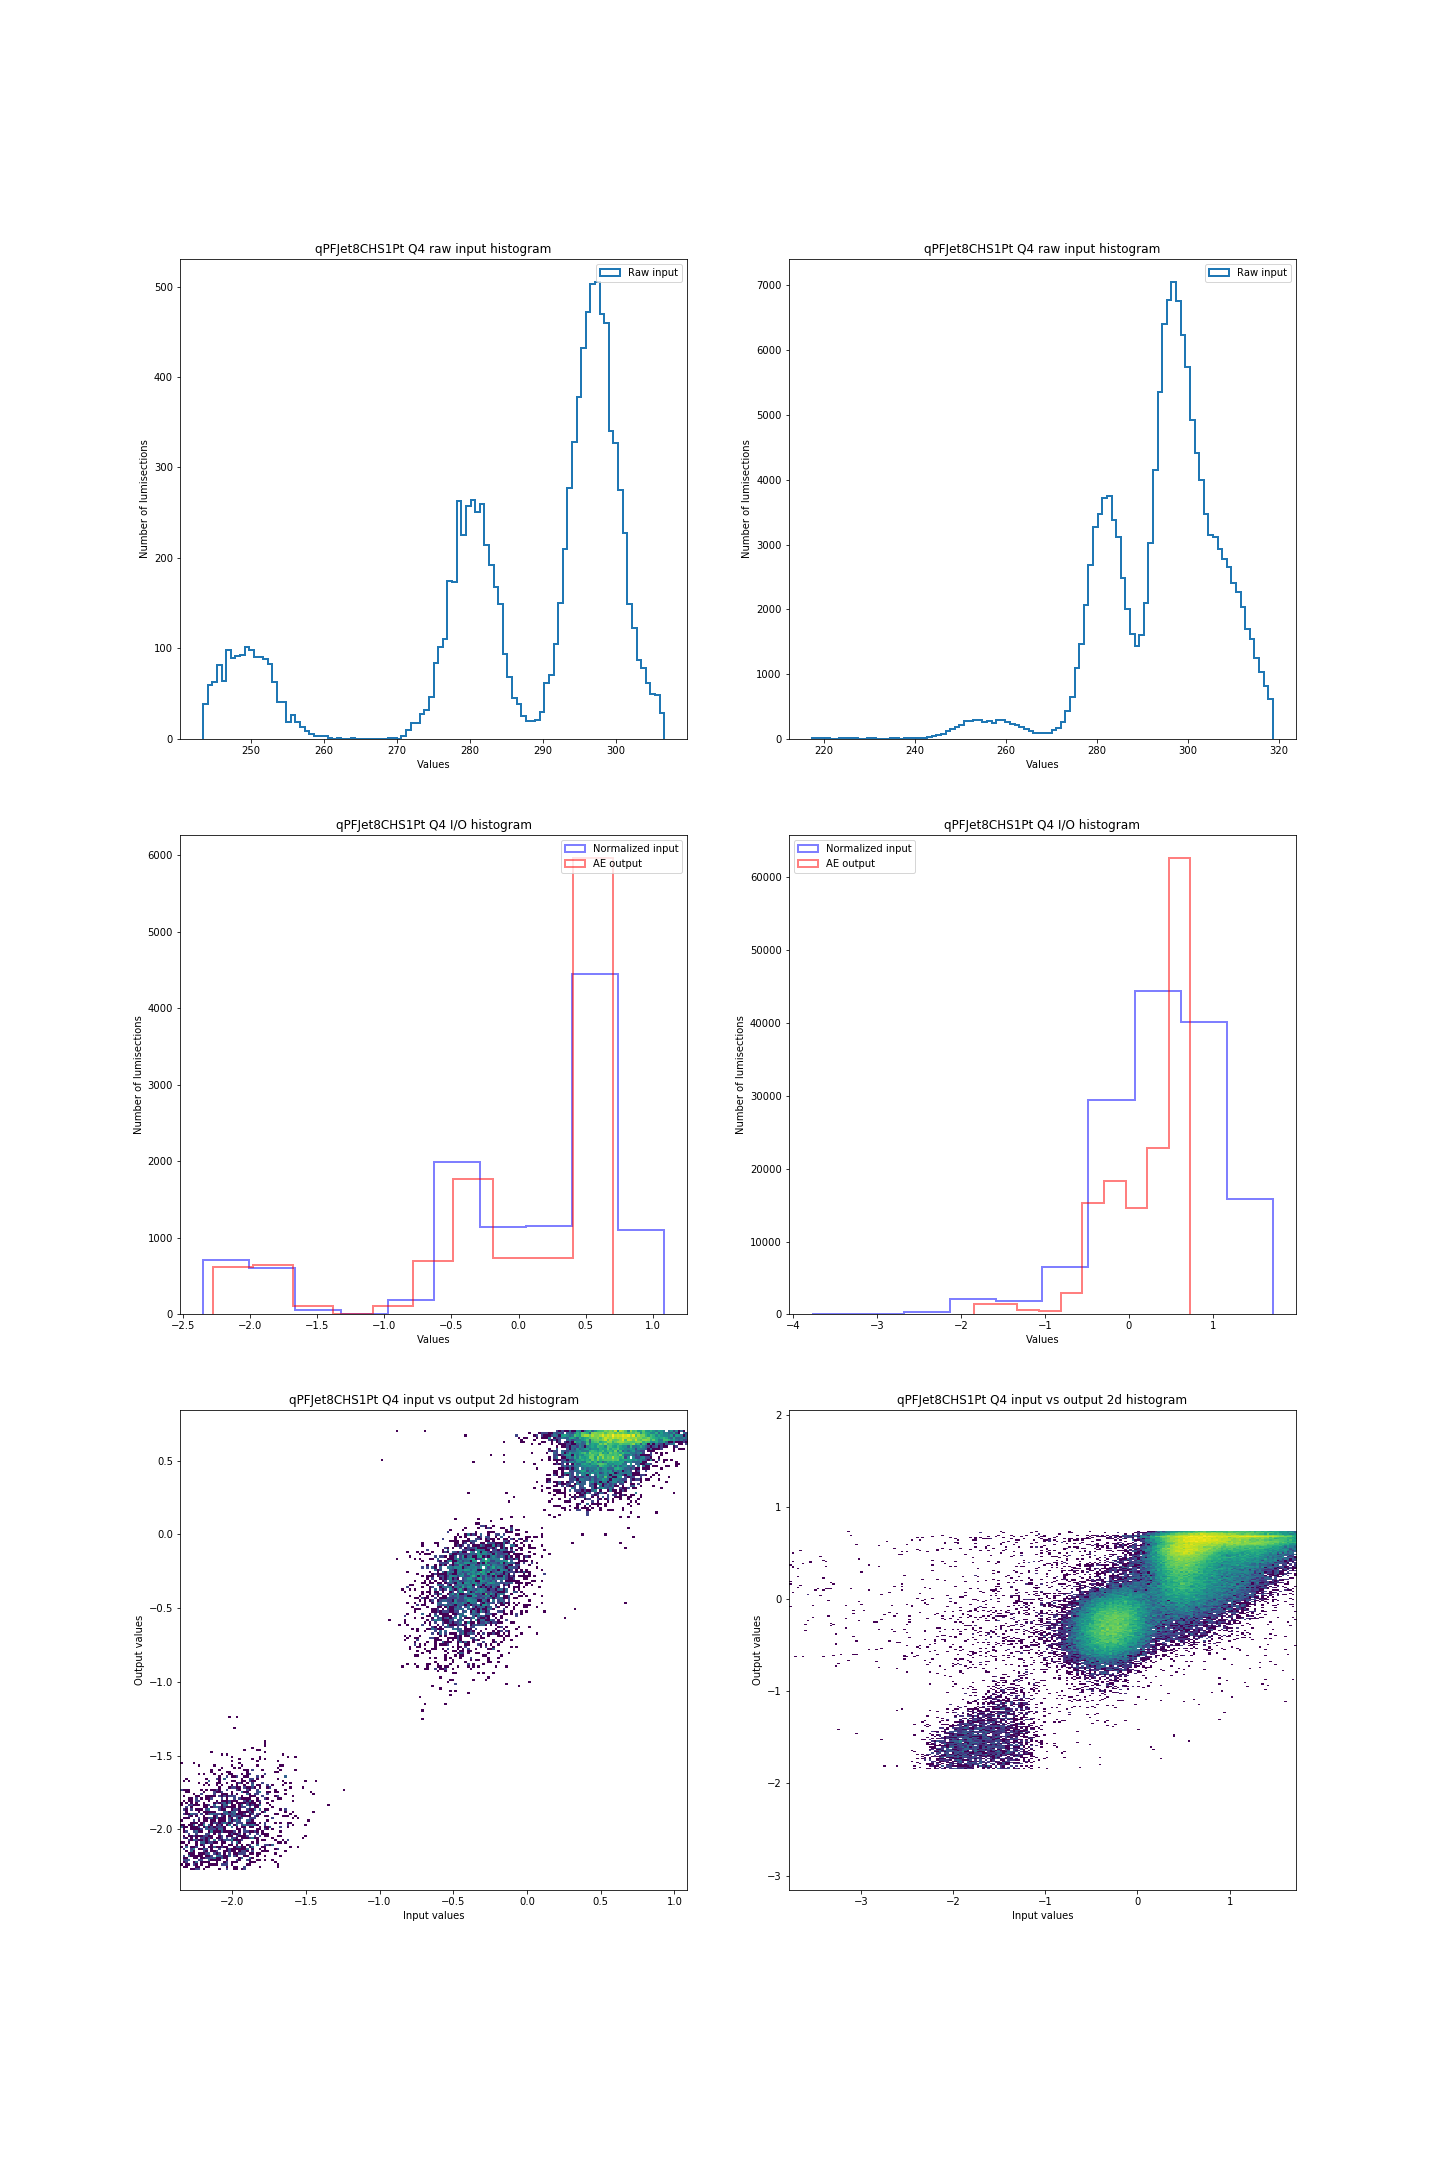 qPFJet8CHS1Pt Q4 raw input histogram
Raw input
Number of lumisections
500
400
300
200
100
0
250 260 270 280 290 300
Values
qPFJet8CHS1Pt Q4 raw input histogram
Raw input
Number of lumisections
7000
6000
5000
4000
3000
2000
1000
0
220 240 260 280 300 320
Values
qPFJet8CHS1Pt Q4 I/O histogram
Normalized input
AE output
Number of lumisections
6000
5000
4000
3000
2000
1000
0
−2.5 −2.0 −1.5 −1.0 −0.5 0.0 0.5 1.0
Values
qPFJet8CHS1Pt Q4 I/O histogram
Normalized input
AE output
Number of lumisections
60000
50000
40000
30000
20000
10000
0
−4 −3 −2 −1 0 1
Values
qPFJet8CHS1Pt Q4 input vs output 2d histogram
Output values
0.5
0.0
−0.5
−1.0
−1.5
−2.0
−2.0 −1.5 −1.0 −0.5 0.0 0.5 1.0
Input values
qPFJet8CHS1Pt Q4 input vs output 2d histogram
Output values
2
1
0
−1
−2
−3
−3 −2 −1 0 1
Input values